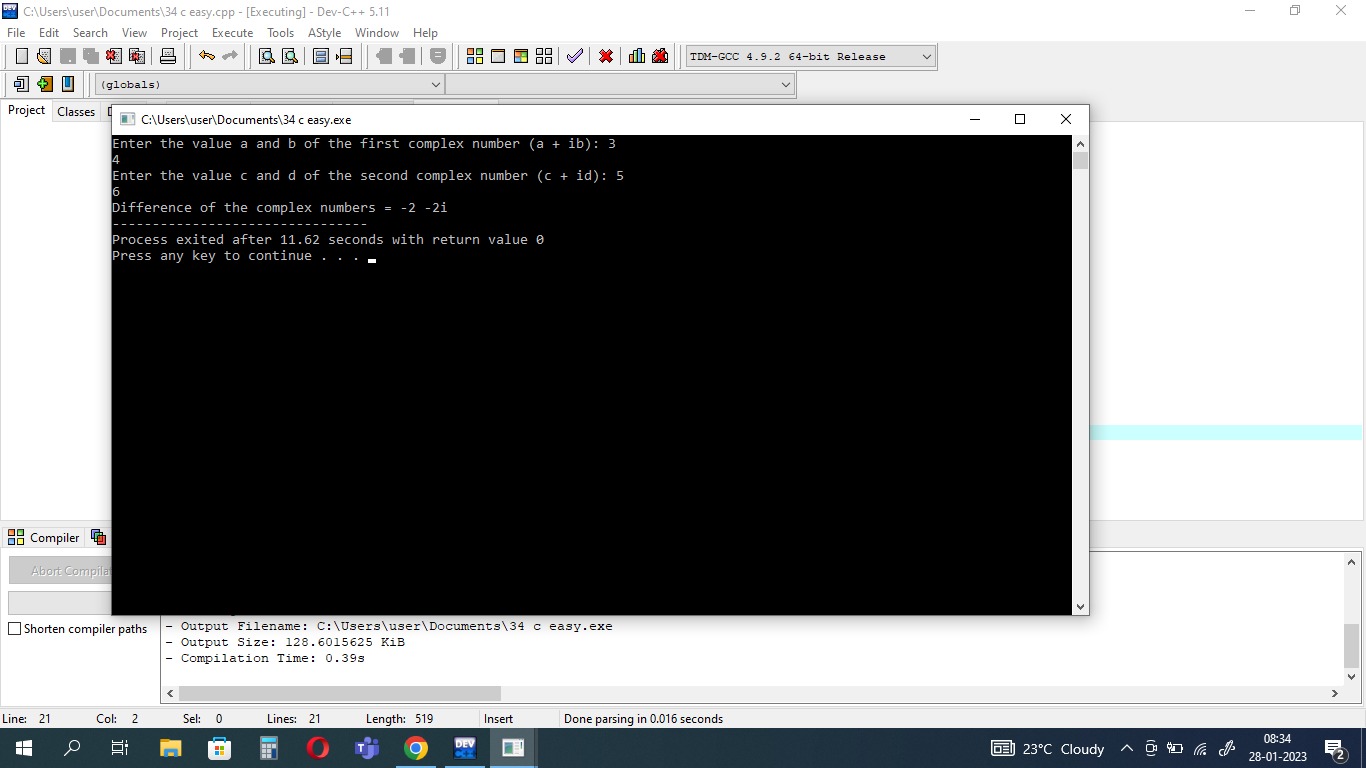 C:\Users\user\Documents\34 c easy.cpp - [Executing] - Dev-C++ 5.11
File Edit Search View Project Execute Tools AStyle Window Help
TDM-GCC 4.9.2 64-bit Release
(globals)
Project Classes
C:\Users\user\Documents\34 c easy.exe
Enter the value a and b of the first complex number (a + ib): 3
4
Enter the value c and d of the second complex number (c + id): 5
6
Difference of the complex numbers = -2 -2i
--------------------------------
Process exited after 11.62 seconds with return value 0
Press any key to continue . . .
Compiler
Abort Compilat
Shorten compiler paths
- Output Filename: C:\Users\user\Documents\34 c easy.exe
- Output Size: 128.6015625 KiB
- Compilation Time: 0.39s
Line: 21 Col: 2 Sel: 0 Lines: 21 Length: 519 Insert Done parsing in 0.016 seconds
DEV
23°C Cloudy
08:34
28-01-2023
2